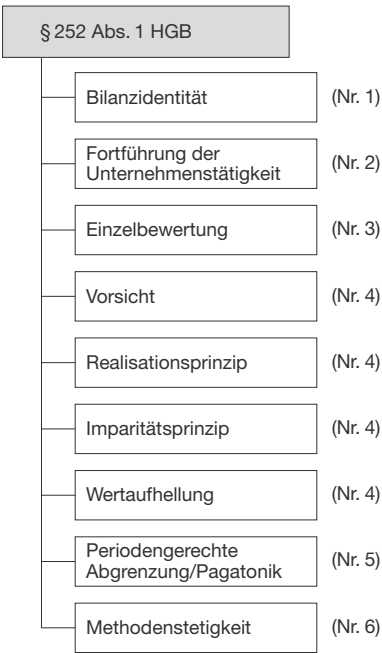 § 252 Abs. 1 HGB
Bilanzidentität (Nr. 1)
Fortführung der
Unternehmenstätigkeit (Nr. 2)
Einzelbewertung (Nr. 3)
Vorsicht (Nr. 4)
Realisationsprinzip (Nr. 4)
Imparitätsprinzip (Nr. 4)
Wertaufhellung (Nr. 4)
Periodengerechte
Abgrenzung/Pagatonik (Nr. 5)
Methodenstetigkeit (Nr. 6)